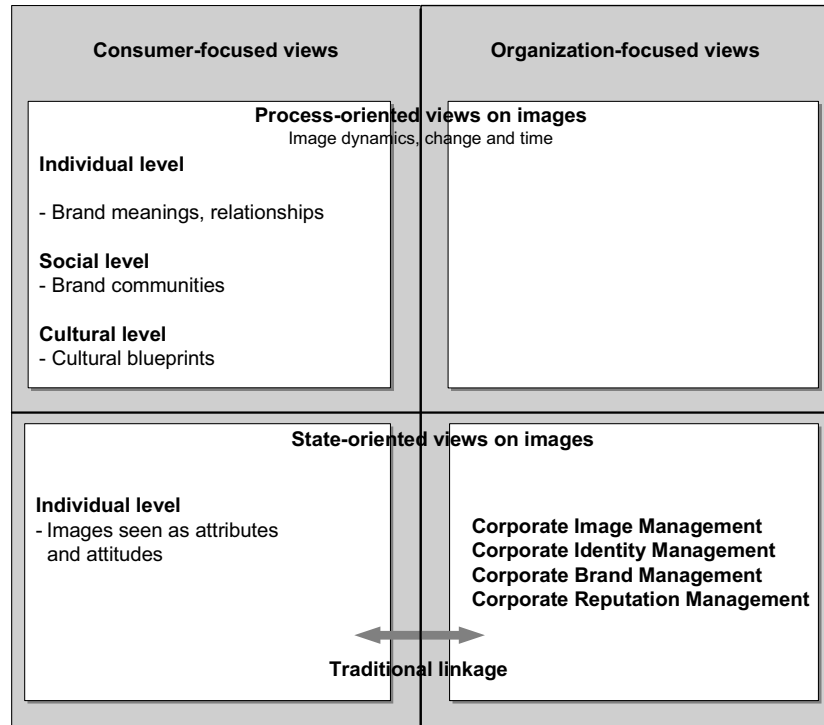 Consumer-focused views
Organization-focused views
Process-oriented views on images
Image dynamics, change and time
Individual level
- Brand meanings, relationships
Social level
- Brand communities
Cultural level
- Cultural blueprints
State-oriented views on images
Individual level
- Images seen as attributes
and attitudes
Corporate Image Management
Corporate Identity Management
Corporate Brand Management
Corporate Reputation Management
Traditional linkage